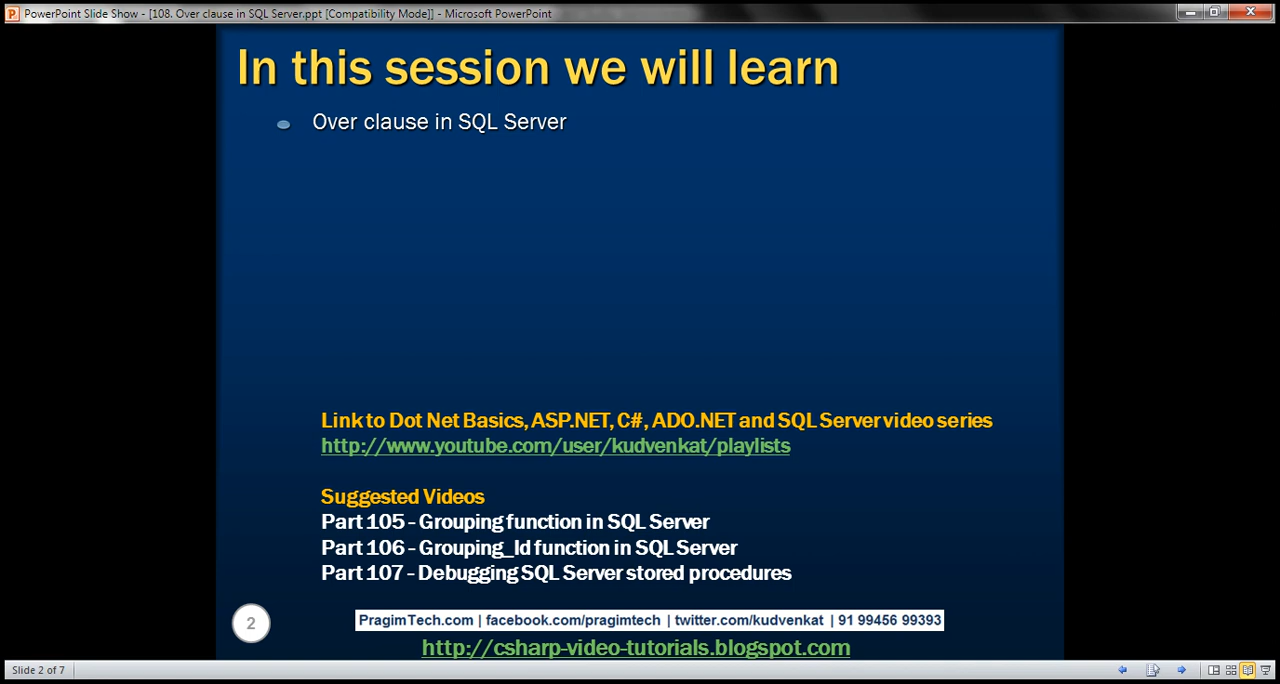 PowerPoint Slide Show - [108. Over clause in SQL Server.ppt [Compatibility Mode]] - Microsoft PowerPoint
In this session we will learn
Over clause in SQL Server
Link to Dot Net Basics, ASP.NET, C#, ADO.NET and SQL Server video series
http://www.youtube.com/user/kudvenkat/playlists
Suggested Videos
Part 105 - Grouping function in SQL Server
Part 106 - Grouping_Id function in SQL Server
Part 107 - Debugging SQL Server stored procedures
2
PragimTech.com | facebook.com/pragimtech | twitter.com/kudvenkat | 91 99456 99393
http://csharp-video-tutorials.blogspot.com
Slide 2 of 7